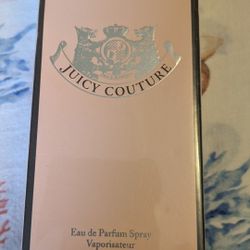 JUICY COUTURE
Eau de Parfum Spray
Vaporisateur